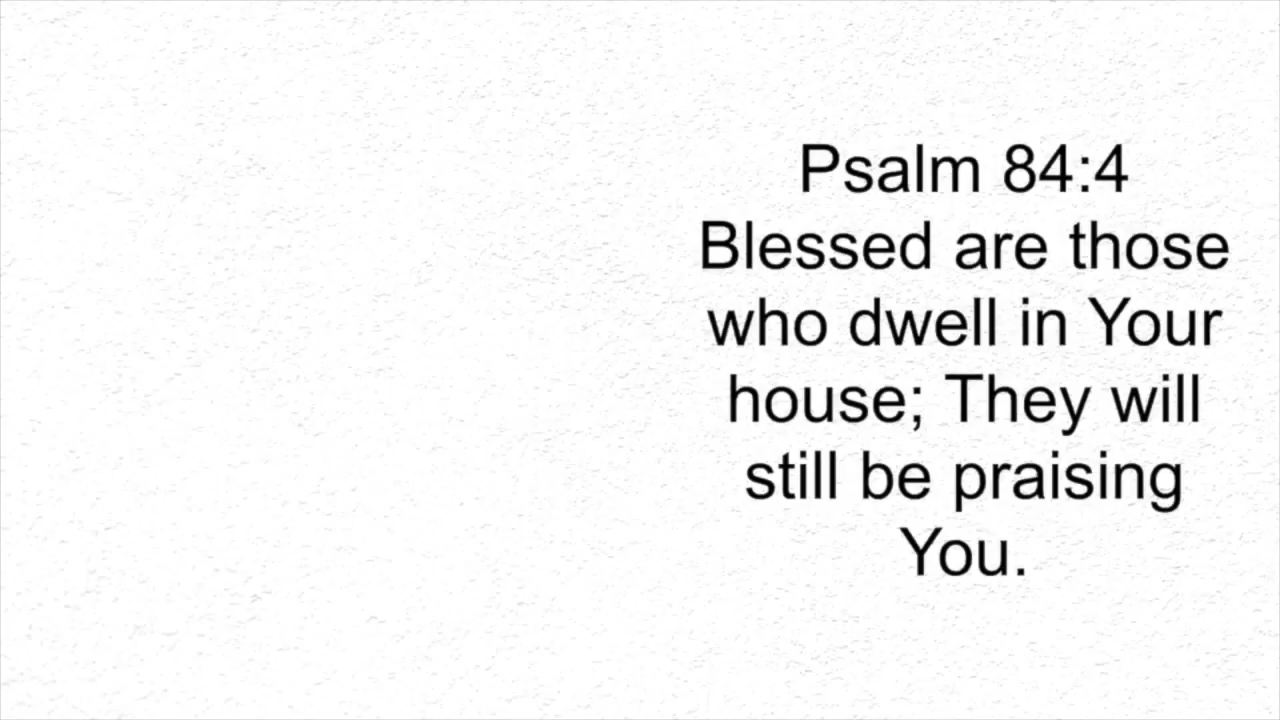 Psalm 84:4
Blessed are those
who dwell in Your
house; They will
still be praising
You.